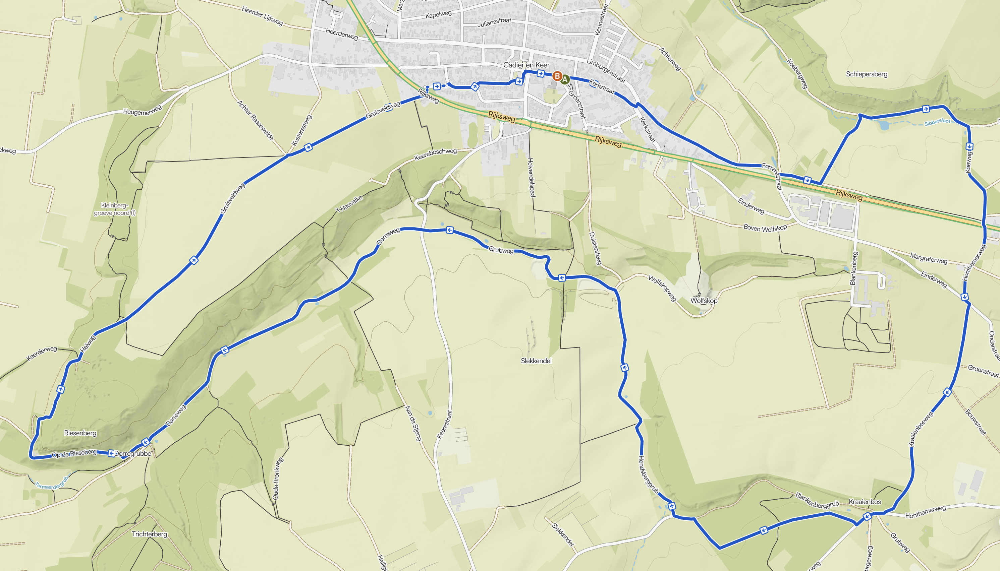 Heerder Lijkweg
Kapelweg
Julianastraat
Keunestraat
Heerderweg
Achterweg
Koebergweg
Schiepersberg
Limburgerstraat
Cadier en Keer
B
A
Kerkstraat
Groenstraat
Rijksweg
Gruisveldweg
Heugemerweg
Achter Rasseweide
Kusterssteeg
Rijksweg
Kerkstraat
Sibbersloot
Rijksweg
Keereboschweg
Helvendelspad
Koeweg
Fommestraat
Rijksweg
Gruisveldweg
't Heuvelke
Kleinberg-
groeve noord (I)
Einderweg
Boven Wolfskop
Dorreweg
Grubweg
Duistersteeg
Margraterweg
Honthemerweg
Blankenberg
Einderweg
Wolfskopweg
Wolfskop
Helweg
Keerderweg
Slekkendel
Groenstraat
Dorreweg
Aan de Stjeng
Keerestraat
Kraaienbosweg
Bouwstraat
Riesenberg
Op de Rieseberg
Dorregrubbe
Termaardergrub
Oude Bronkweg
Hondsberggrub
Blankenberggrub
Kraaienbos
Honthemerweg
Trichterberg
Slekkendel
Grubweg